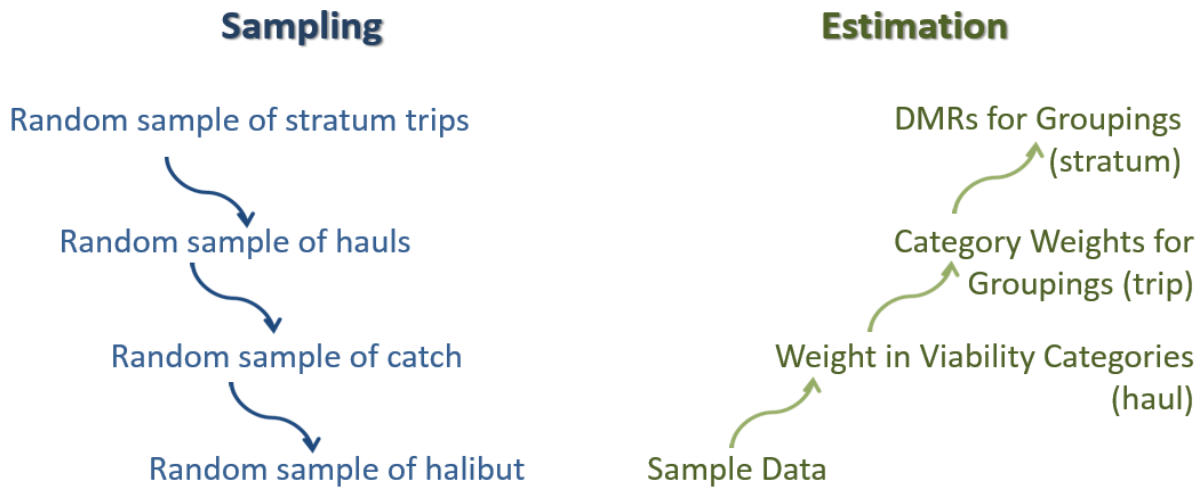 Sampling
Random sample of stratum trips
Random sample of hauls
Random sample of catch
Random sample of halibut
Estimation
DMRs for Groupings
(stratum)
Category Weights for
Groupings (trip)
Weight in Viability Categories
(haul)
Sample Data